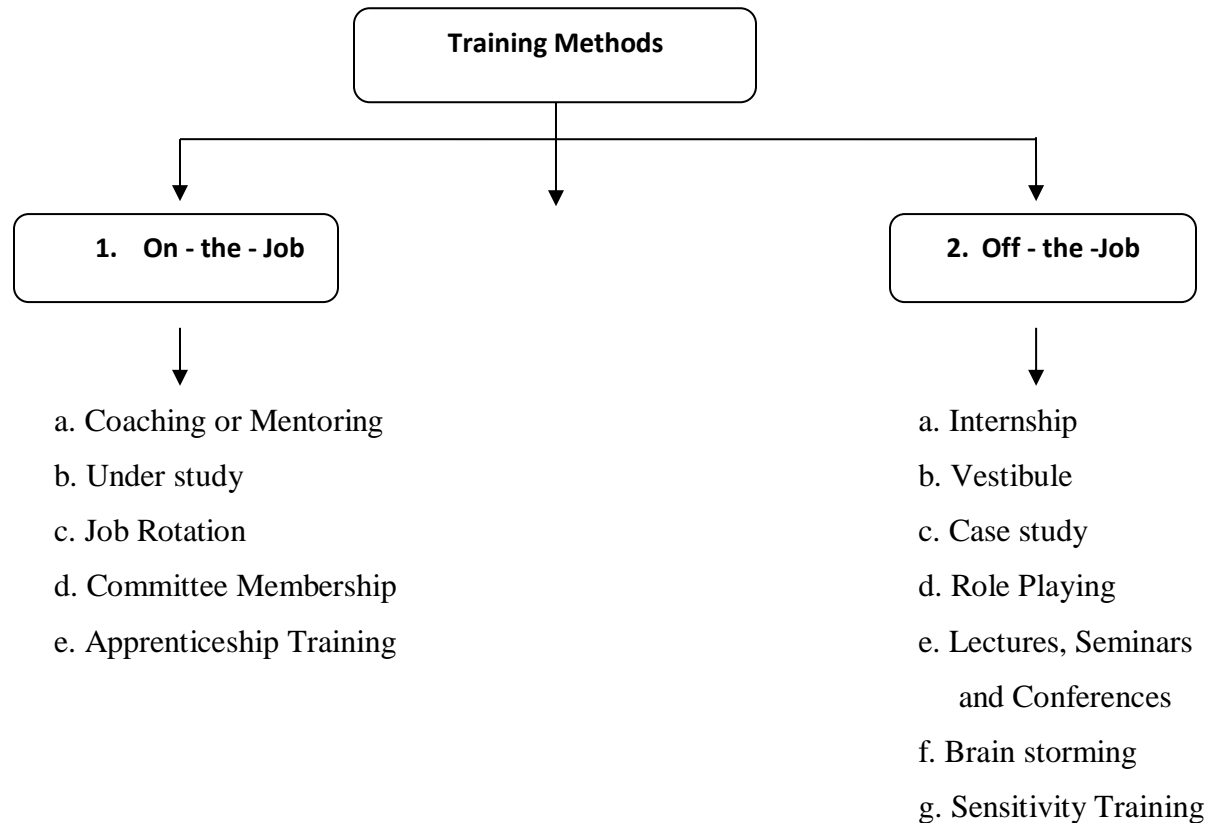 Training Methods
1. On - the - Job
2. Off - the -Job
a. Coaching or Mentoring
b. Under study
c. Job Rotation
d. Committee Membership
e. Apprenticeship Training
a. Internship
b. Vestibule
c. Case study
d. Role Playing
e. Lectures, Seminars
and Conferences
f. Brain storming
g. Sensitivity Training